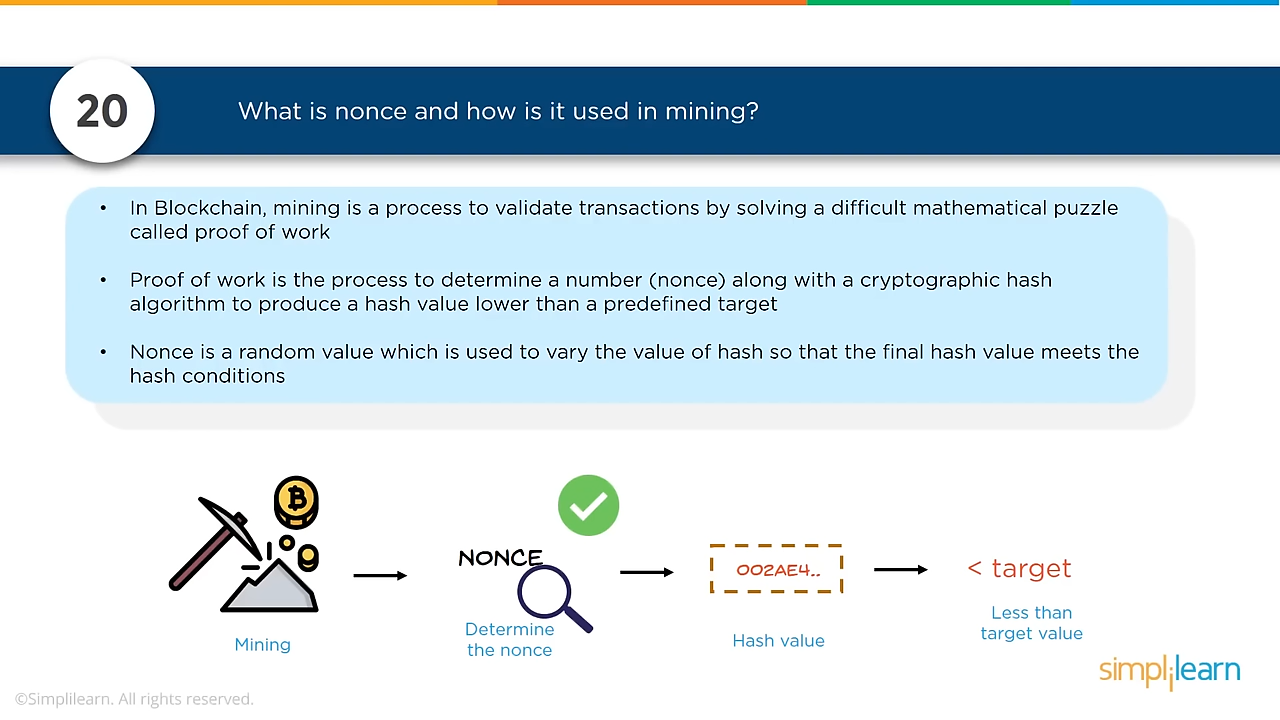 20
What is nonce and how is it used in mining?
• In Blockchain, mining is a process to validate transactions by solving a difficult mathematical puzzle
called proof of work
• Proof of work is the process to determine a number (nonce) along with a cryptographic hash
algorithm to produce a hash value lower than a predefined target
• Nonce is a random value which is used to vary the value of hash so that the final hash value meets the
hash conditions
NONCE
002AE4..
< target
Mining
Determine
the nonce
Hash value
Less than
target value
simplilearn
©Simplilearn. All rights reserved.